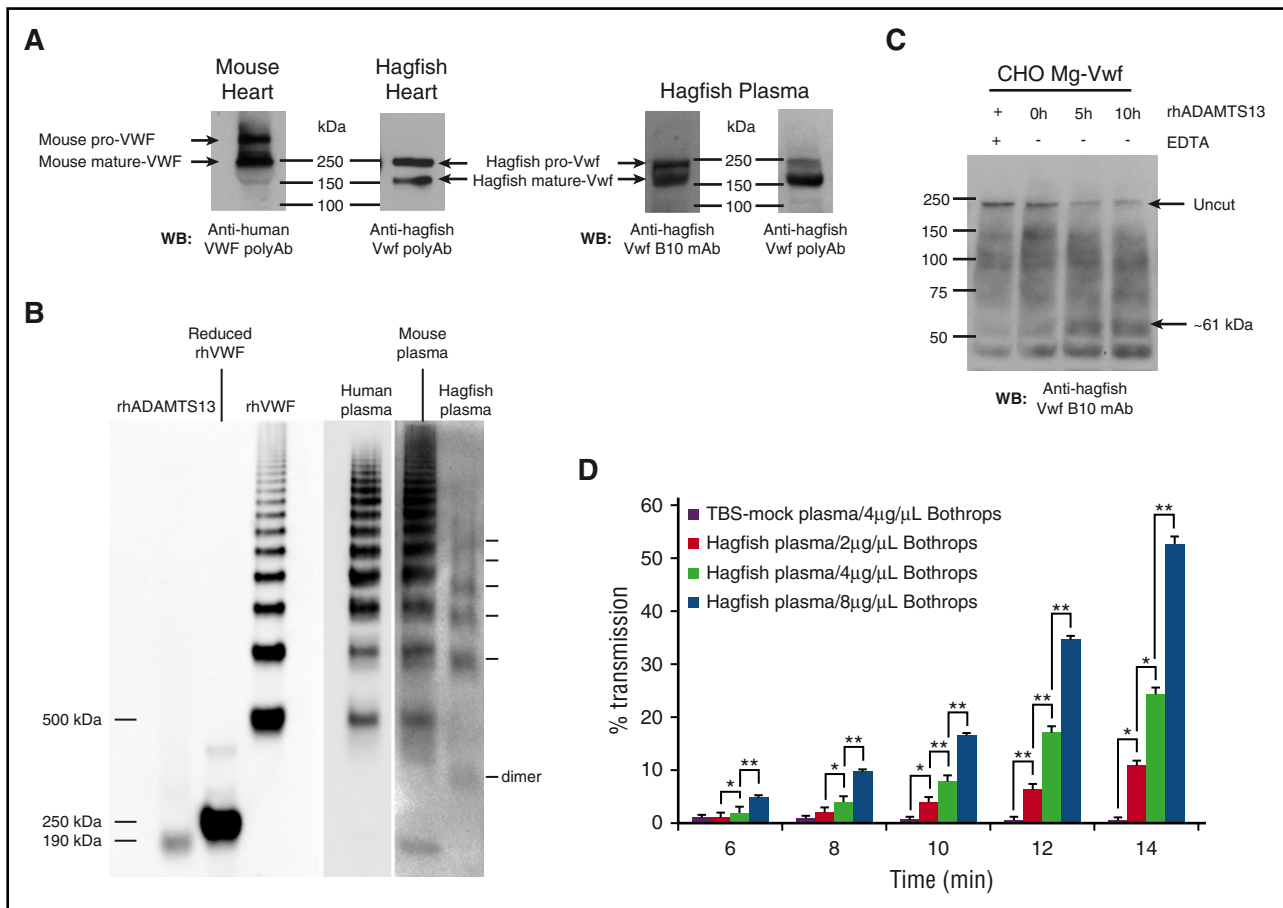 A
Mouse
Heart
Hagfish
Heart
Hagfish Plasma
kDa
kDa
Mouse pro-VWF
Mouse mature-VWF
250
150
100
Hagfish pro-Vwf
Hagfish mature-Vwf
250
150
100
WB:
Anti-human
VWF polyAb
Anti-hagfish
Vwf polyAb
WB:
Anti-hagfish
Vwf B10 mAb
Anti-hagfish
Vwf polyAb
C
CHO Mg-Vwf
+ 0h 5h 10h rhADAMTS13
+ - - - EDTA
250
150
100
75
50
Uncut
~61 kDa
WB:
Anti-hagfish
Vwf B10 mAb
B
Reduced
rhVWF
rhADAMTS13
rhVWF
Human
plasma
Mouse
plasma
Hagfish
plasma
500 kDa
250 kDa
190 kDa
dimer
D
% transmission
60
50
40
30
20
10
0
TBS-mock plasma/4µg/µL Bothrops
Hagfish plasma/2µg/µL Bothrops
Hagfish plasma/4µg/µL Bothrops
Hagfish plasma/8µg/µL Bothrops
* **
* **
* ** **
** ** **
* * **
6 8 10 12 14
Time (min)